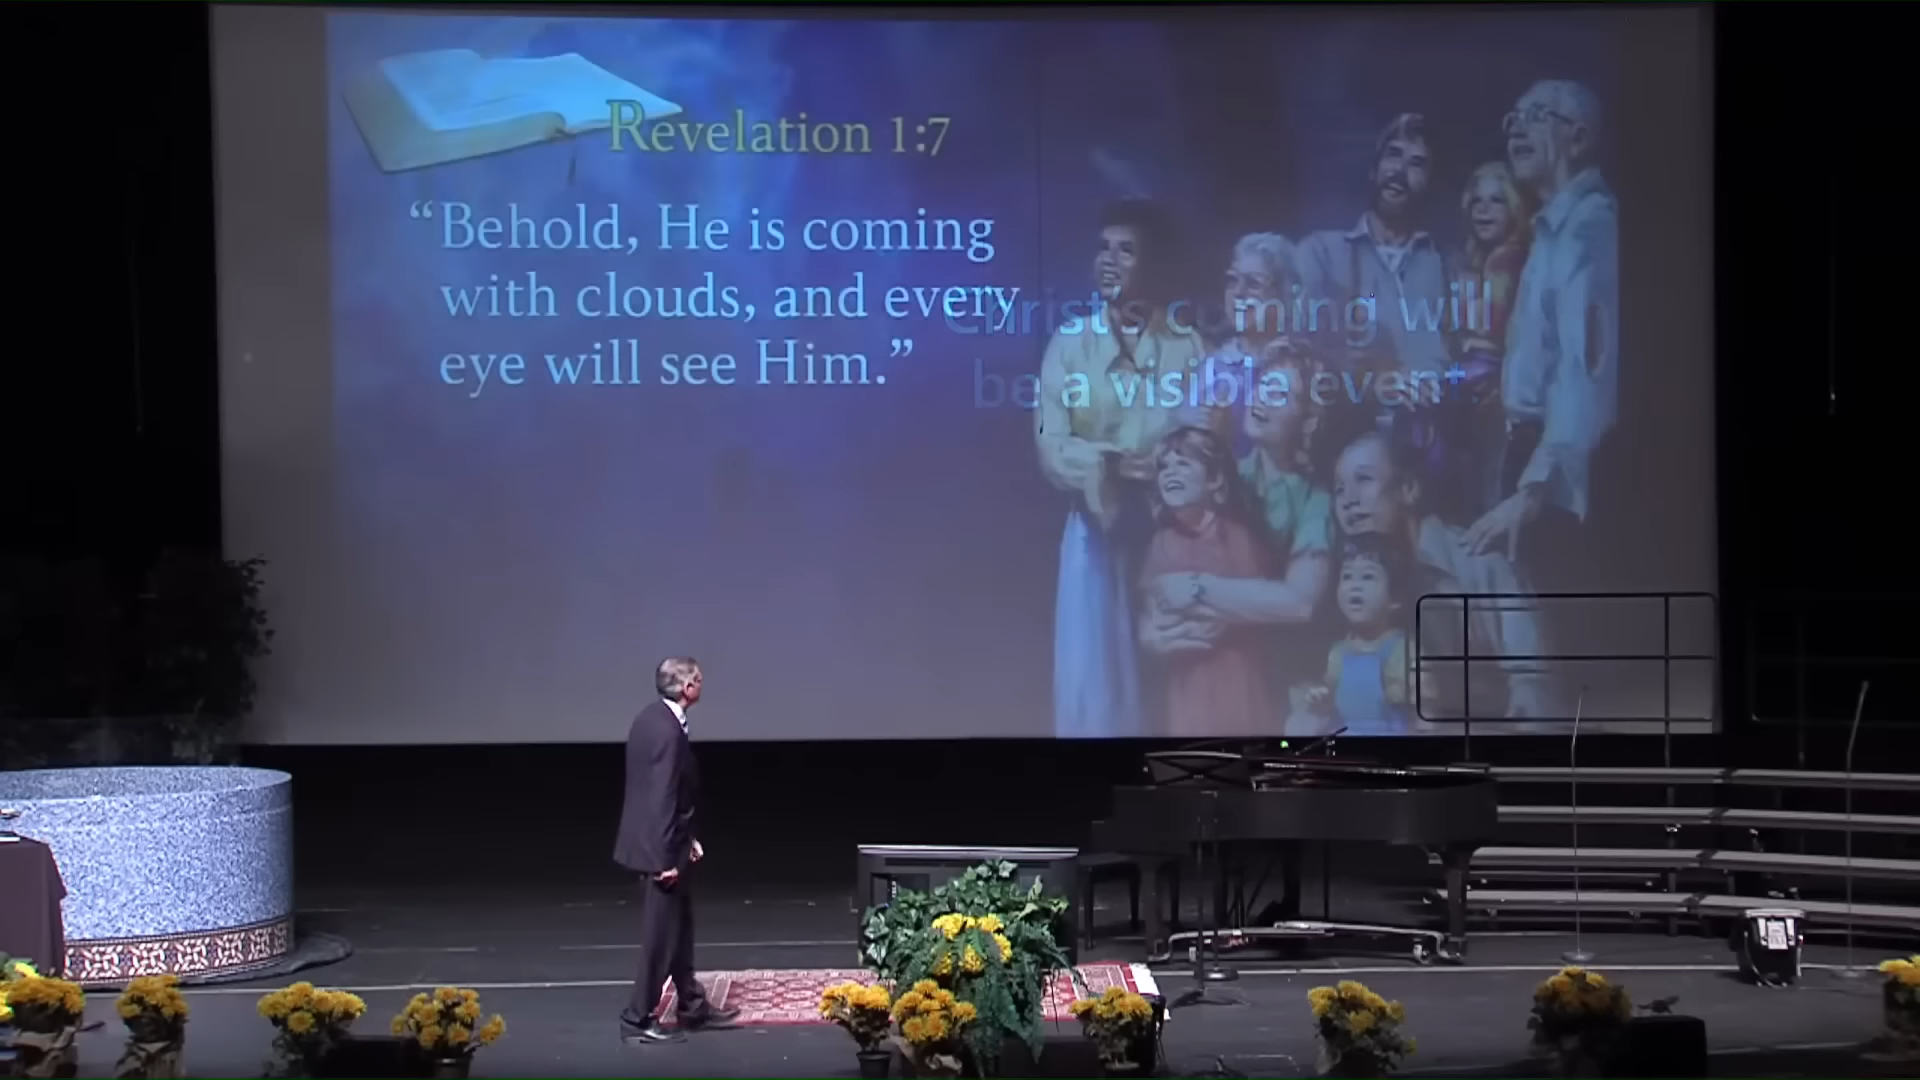 Revelation 1:7
“Behold, He is coming
with clouds, and every
eye will see Him.”
Christ's coming will
be a visible event.